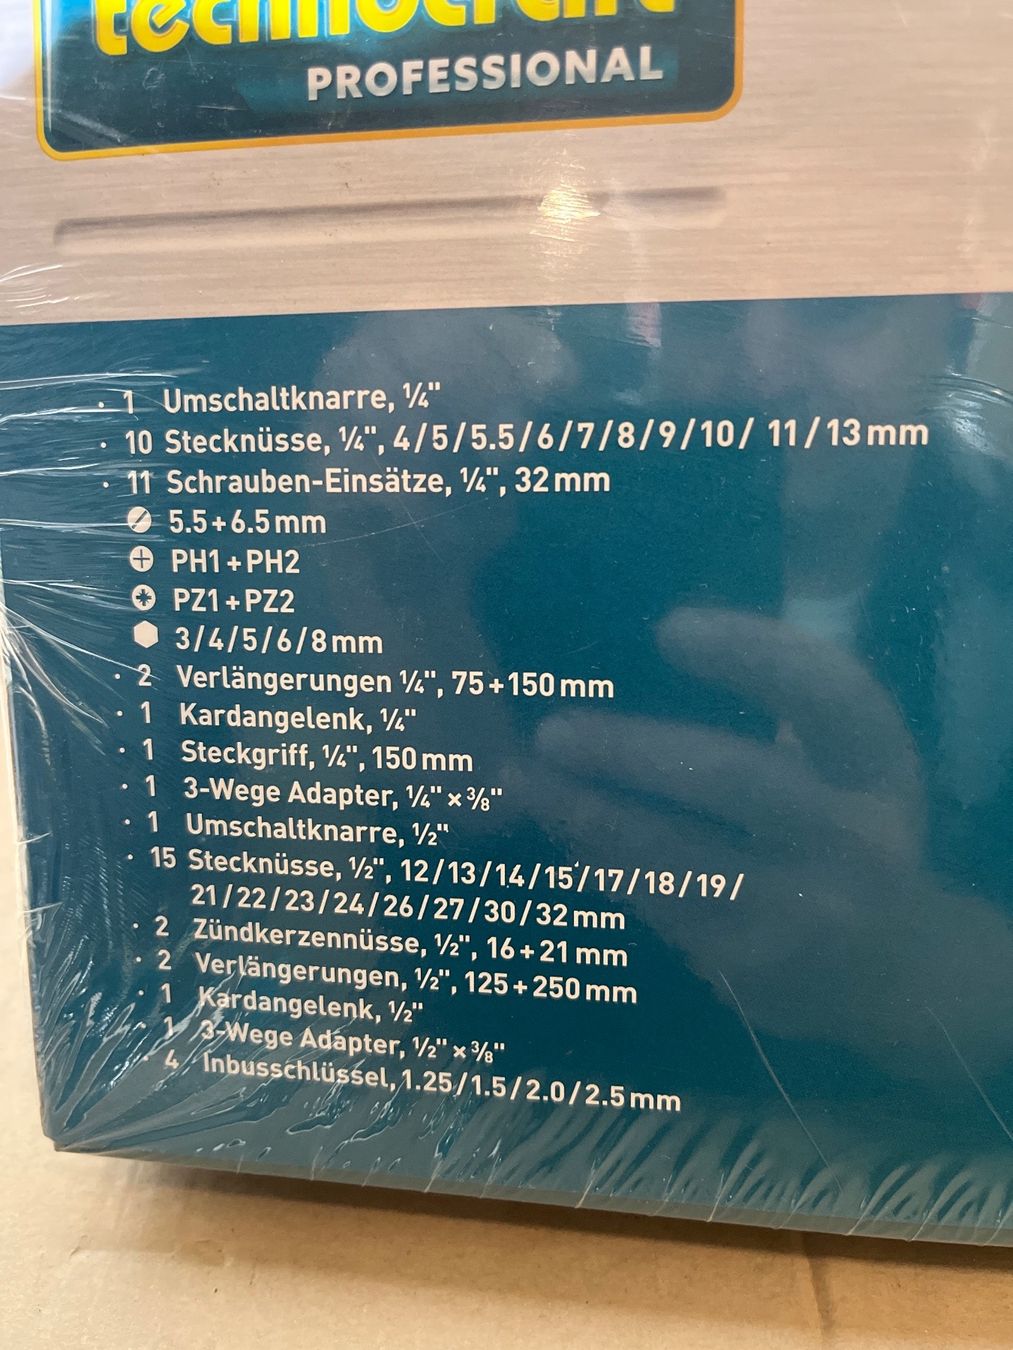 technocraft
PROFESSIONAL
· 1 Umschaltknarre, ¼"
· 10 Stecknüsse, ¼", 4/5/5.5/6/7/8/9/10/ 11/13 mm
· 11 Schrauben-Einsätze, ¼", 32 mm
5.5+6.5 mm
PH1+PH2
PZ1+PZ2
3/4/5/6/8 mm
· 2 Verlängerungen ¼", 75+150 mm
· 1 Kardangelenk, ¼"
· 1 Steckgriff, ¼", 150 mm
· 1 3-Wege Adapter, ¼" × ⅜"
· 1 Umschaltknarre, ½"
· 15 Stecknüsse, ½", 12/13/14/15/17/18/19/
21/22/23/24/26/27/30/32 mm
· 2 Zündkerzennüsse, ½", 16+21 mm
· 2 Verlängerungen, ½", 125+250 mm
· 1 Kardangelenk, ½"
· 1 3-Wege Adapter, ½" × ⅜"
· 4 Inbusschlüssel, 1.25/1.5/2.0/2.5 mm